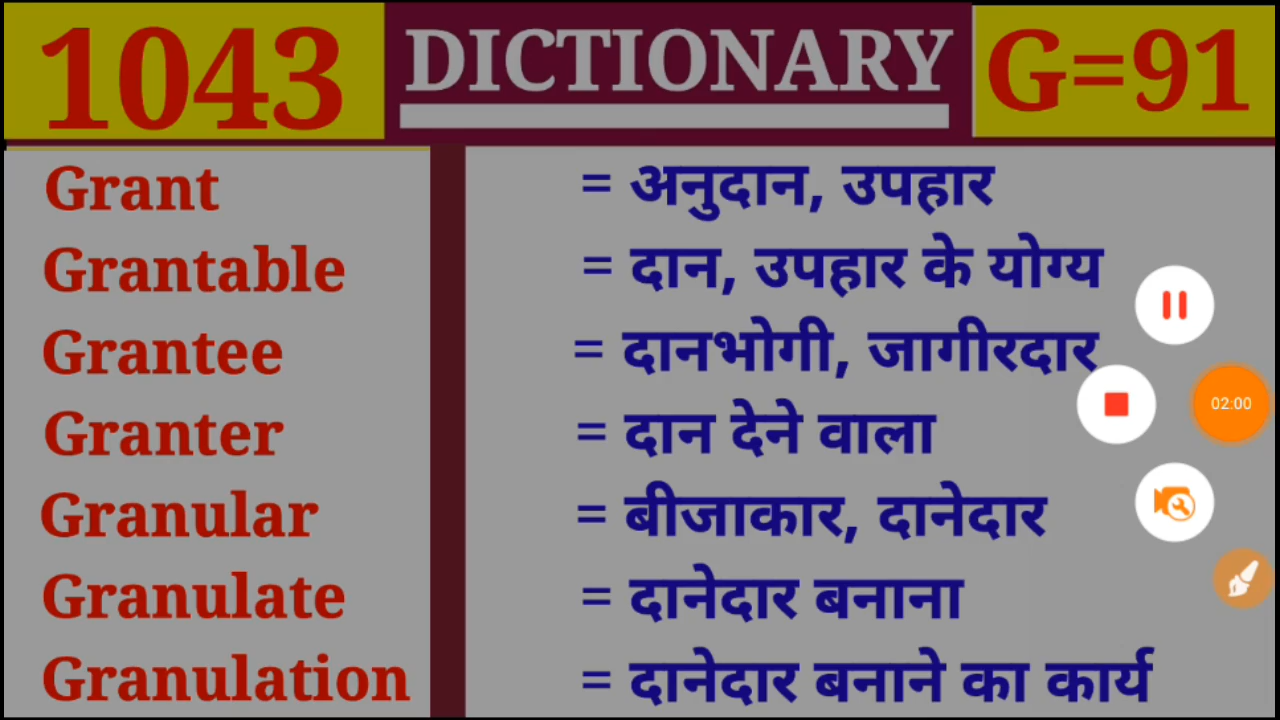 1043 DICTIONARY G=91
Grant = अनुदान, उपहार
Grantable = दान, उपहार के योग्य
Grantee = दानभोगी, जागीरदार
Granter = दान देने वाला
Granular = बीजाकार, दानेदार
02:00
Granulate = दानेदार बनाना
Granulation = दानेदार बनाने का कार्य